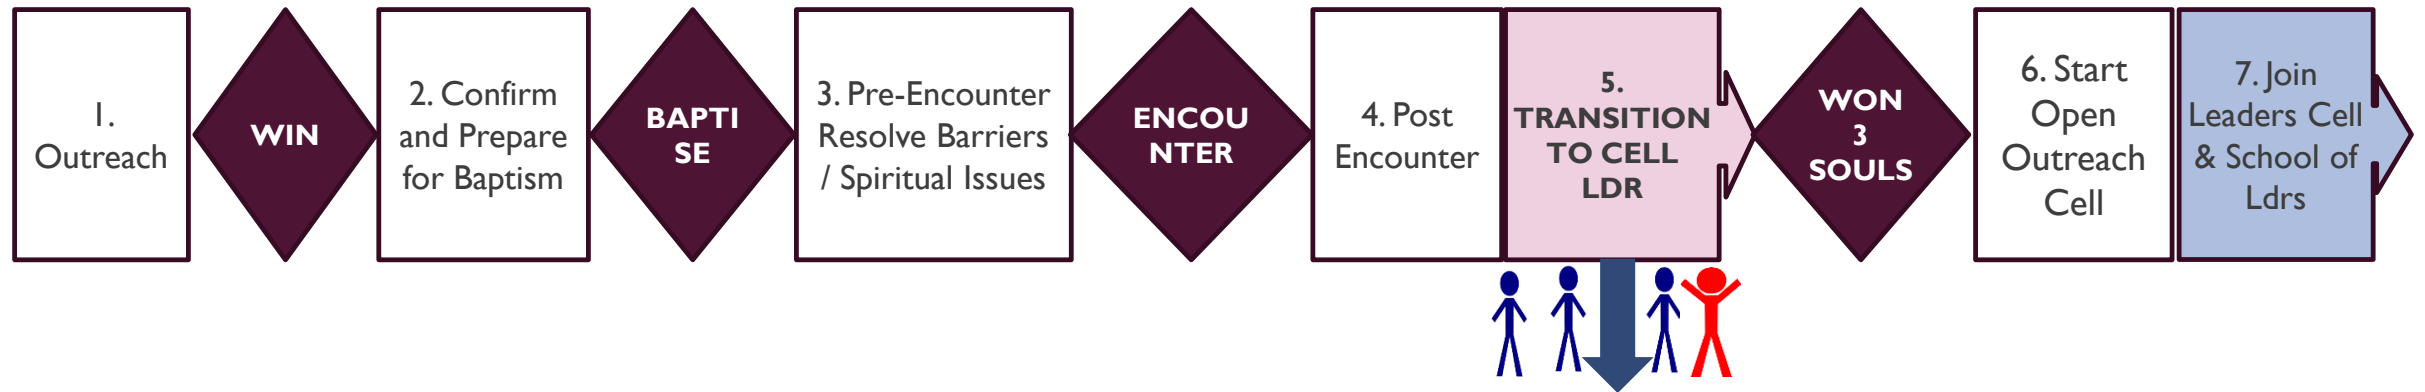 1.
Outreach
WIN
2. Confirm
and Prepare
for Baptism
BAPTI
SE
3. Pre-Encounter
Resolve Barriers
/ Spiritual Issues
ENCOU
NTER
4. Post
Encounter
5.
TRANSITION
TO CELL
LDR
WON
3
SOULS
6. Start
Open
Outreach
Cell
7. Join
Leaders Cell
& School of
Ldrs